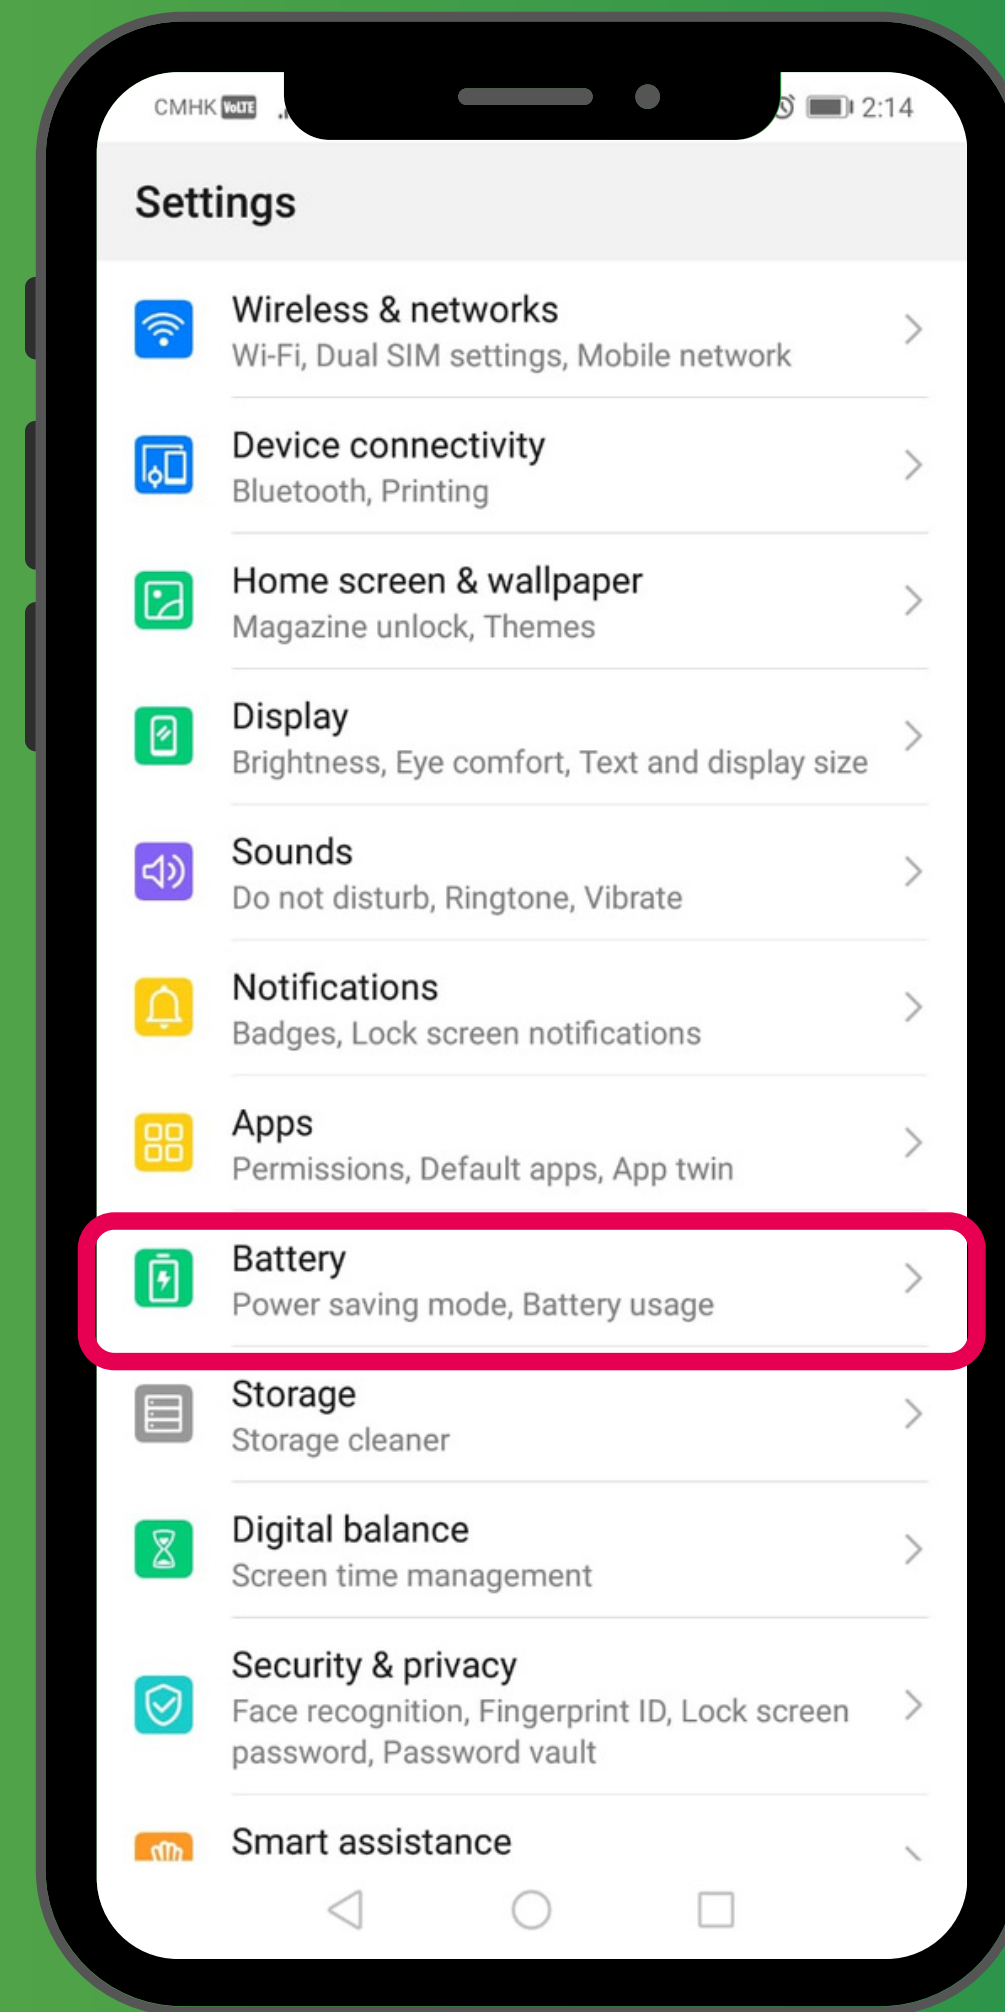 CMHK VoLTE 2:14
Settings
Wireless & networks
Wi-Fi, Dual SIM settings, Mobile network
Device connectivity
Bluetooth, Printing
Home screen & wallpaper
Magazine unlock, Themes
Display
Brightness, Eye comfort, Text and display size
Sounds
Do not disturb, Ringtone, Vibrate
Notifications
Badges, Lock screen notifications
Apps
Permissions, Default apps, App twin
Battery
Power saving mode, Battery usage
Storage
Storage cleaner
Digital balance
Screen time management
Security & privacy
Face recognition, Fingerprint ID, Lock screen
password, Password vault
Smart assistance